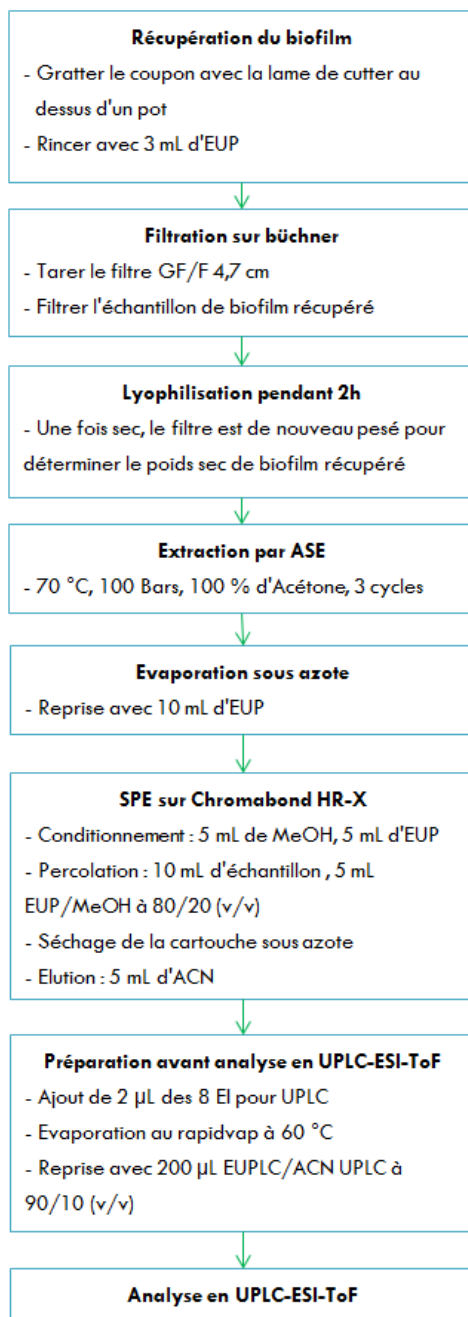 Récupération du biofilm
- Gratter le coupon avec la lame de cutter au
dessus d'un pot
- Rincer avec 3 mL d'EUP
Filtration sur büchner
- Tarer le filtre GF/F 4,7 cm
- Filtrer l'échantillon de biofilm récupéré
Lyophilisation pendant 2h
- Une fois sec, le filtre est de nouveau pesé pour
déterminer le poids sec de biofilm récupéré
Extraction par ASE
- 70 °C, 100 Bars, 100 % d'Acétone, 3 cycles
Evaporation sous azote
- Reprise avec 10 mL d'EUP
SPE sur Chromabond HR-X
- Conditionnement : 5 mL de MeOH, 5 mL d'EUP
- Percolation : 10 mL d'échantillon , 5 mL
EUP/MeOH à 80/20 (v/v)
- Séchage de la cartouche sous azote
- Elution : 5 mL d'ACN
Préparation avant analyse en UPLC-ESI-ToF
- Ajout de 2 µL des 8 EI pour UPLC
- Evaporation au rapidvap à 60 °C
- Reprise avec 200 µL EUPLC/ACN UPLC à
90/10 (v/v)
Analyse en UPLC-ESI-ToF